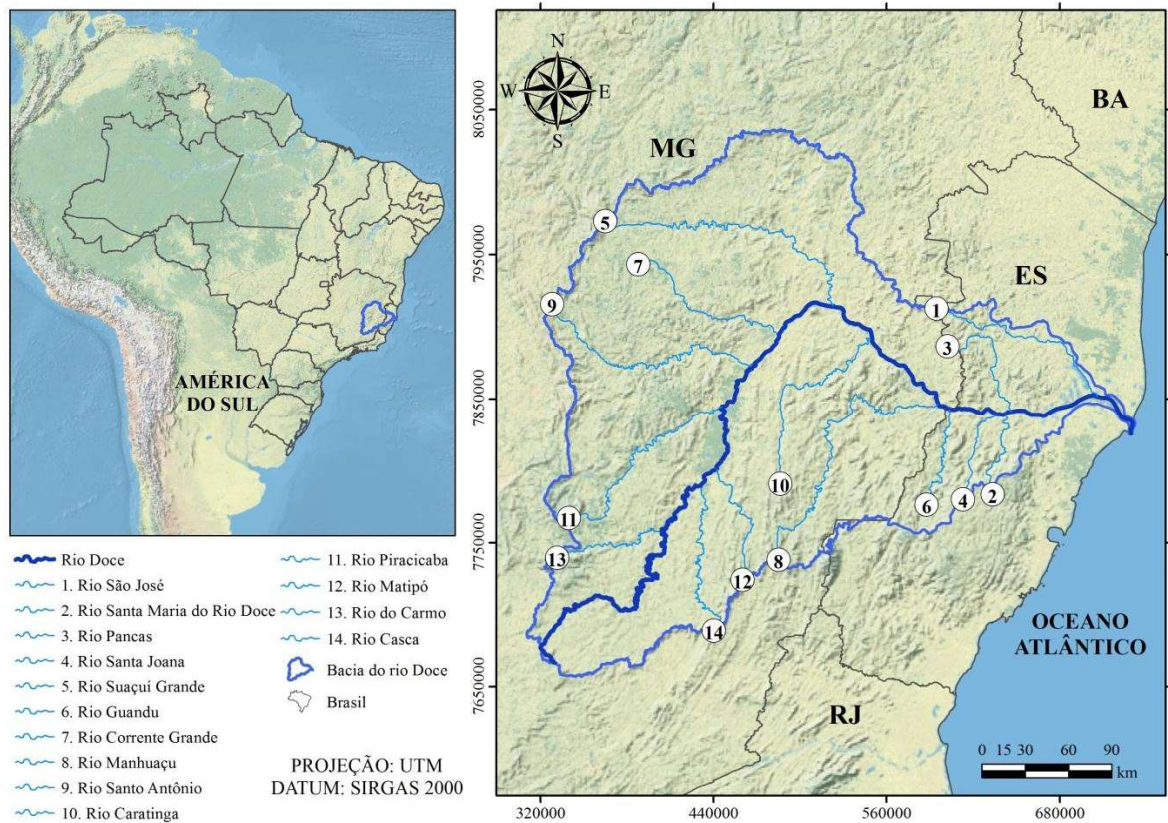 AMÉRICA
DO SUL
Rio Doce
1. Rio São José
2. Rio Santa Maria do Rio Doce
3. Rio Pancas
4. Rio Santa Joana
5. Rio Suaçuí Grande
6. Rio Guandu
7. Rio Corrente Grande
8. Rio Manhuaçu
9. Rio Santo Antônio
10. Rio Caratinga
11. Rio Piracicaba
12. Rio Matipó
13. Rio do Carmo
14. Rio Casca
Bacia do rio Doce
Brasil
PROJEÇÃO: UTM
DATUM: SIRGAS 2000
N
W E
S
BA
MG
ES
RJ
5
7
9
1
3
10
11
6
4
2
13
8
12
14
OCEANO
ATLÂNTICO
0 15 30 60 90
km
8050000
7950000
7850000
7750000
7650000
320000 440000 560000 680000